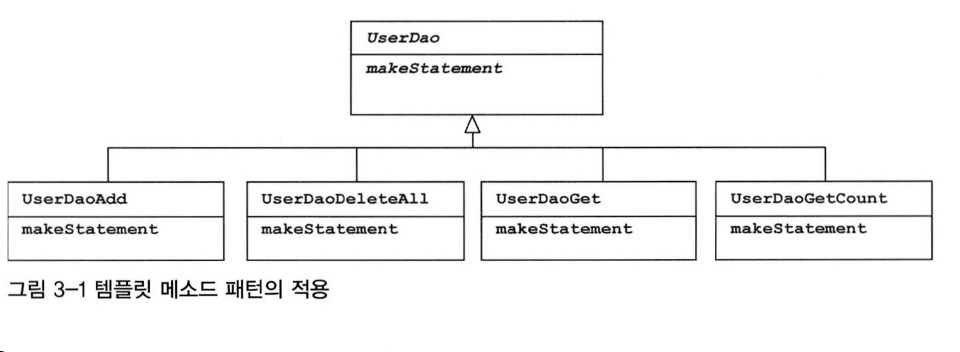 UserDao
makeStatement
UserDaoAdd
makeStatement
UserDaoDeleteAll
makeStatement
UserDaoGet
makeStatement
UserDaoGetCount
makeStatement
그림 3-1 템플릿 메소드 패턴의 적용